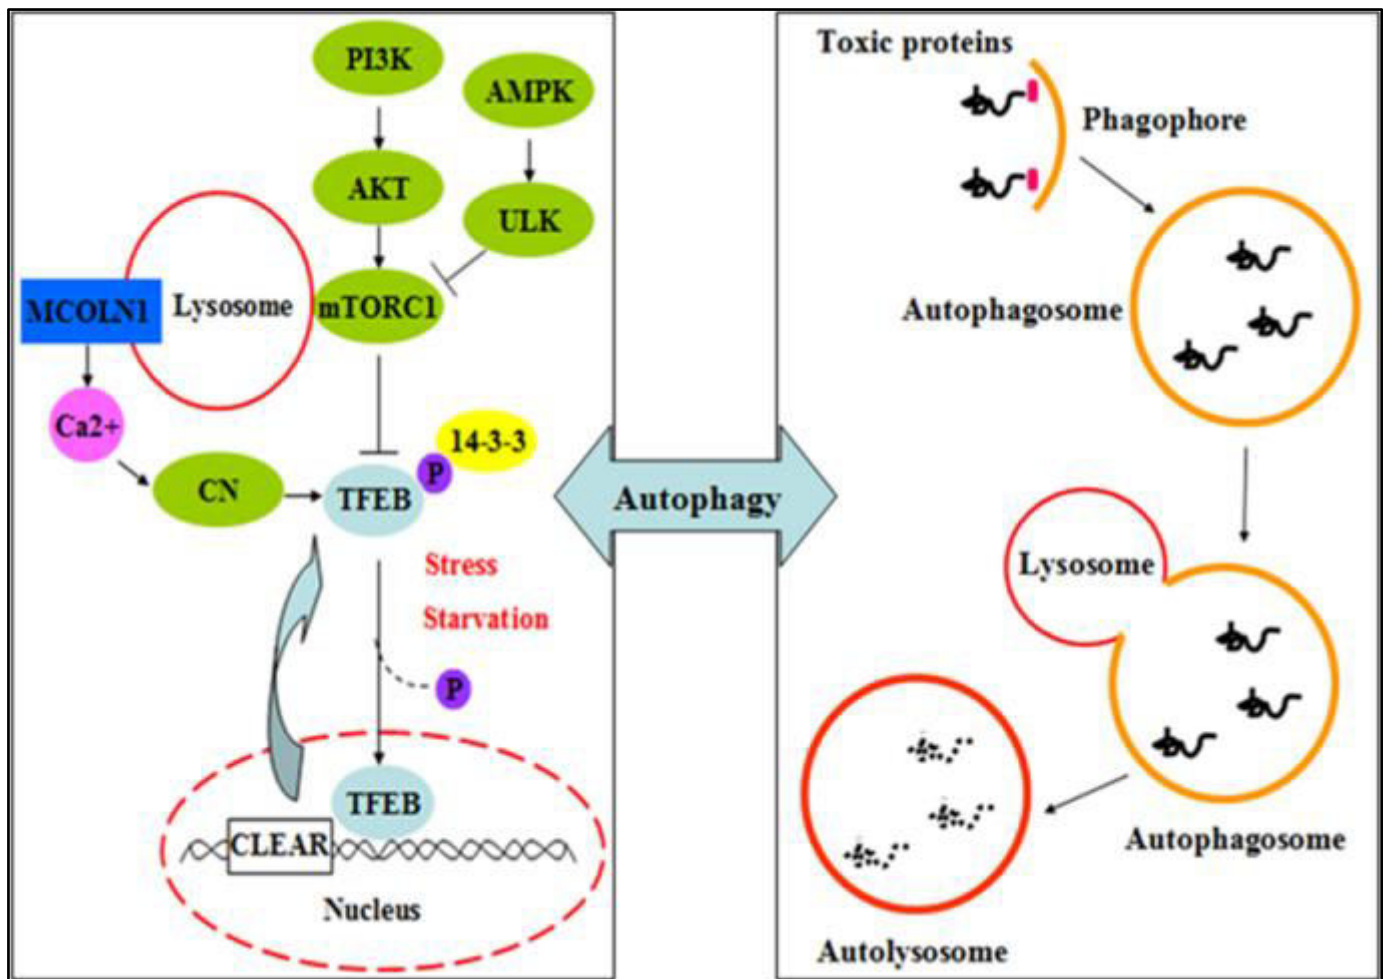 PI3K
AMPK
AKT
ULK
MCOLN1
Lysosome
mTORC1
Ca2+
14-3-3
P
CN
TFEB
Stress
Starvation
P
TFEB
CLEAR
Nucleus
Autophagy
Toxic proteins
Phagophore
Autophagosome
Lysosome
Autophagosome
Autolysosome